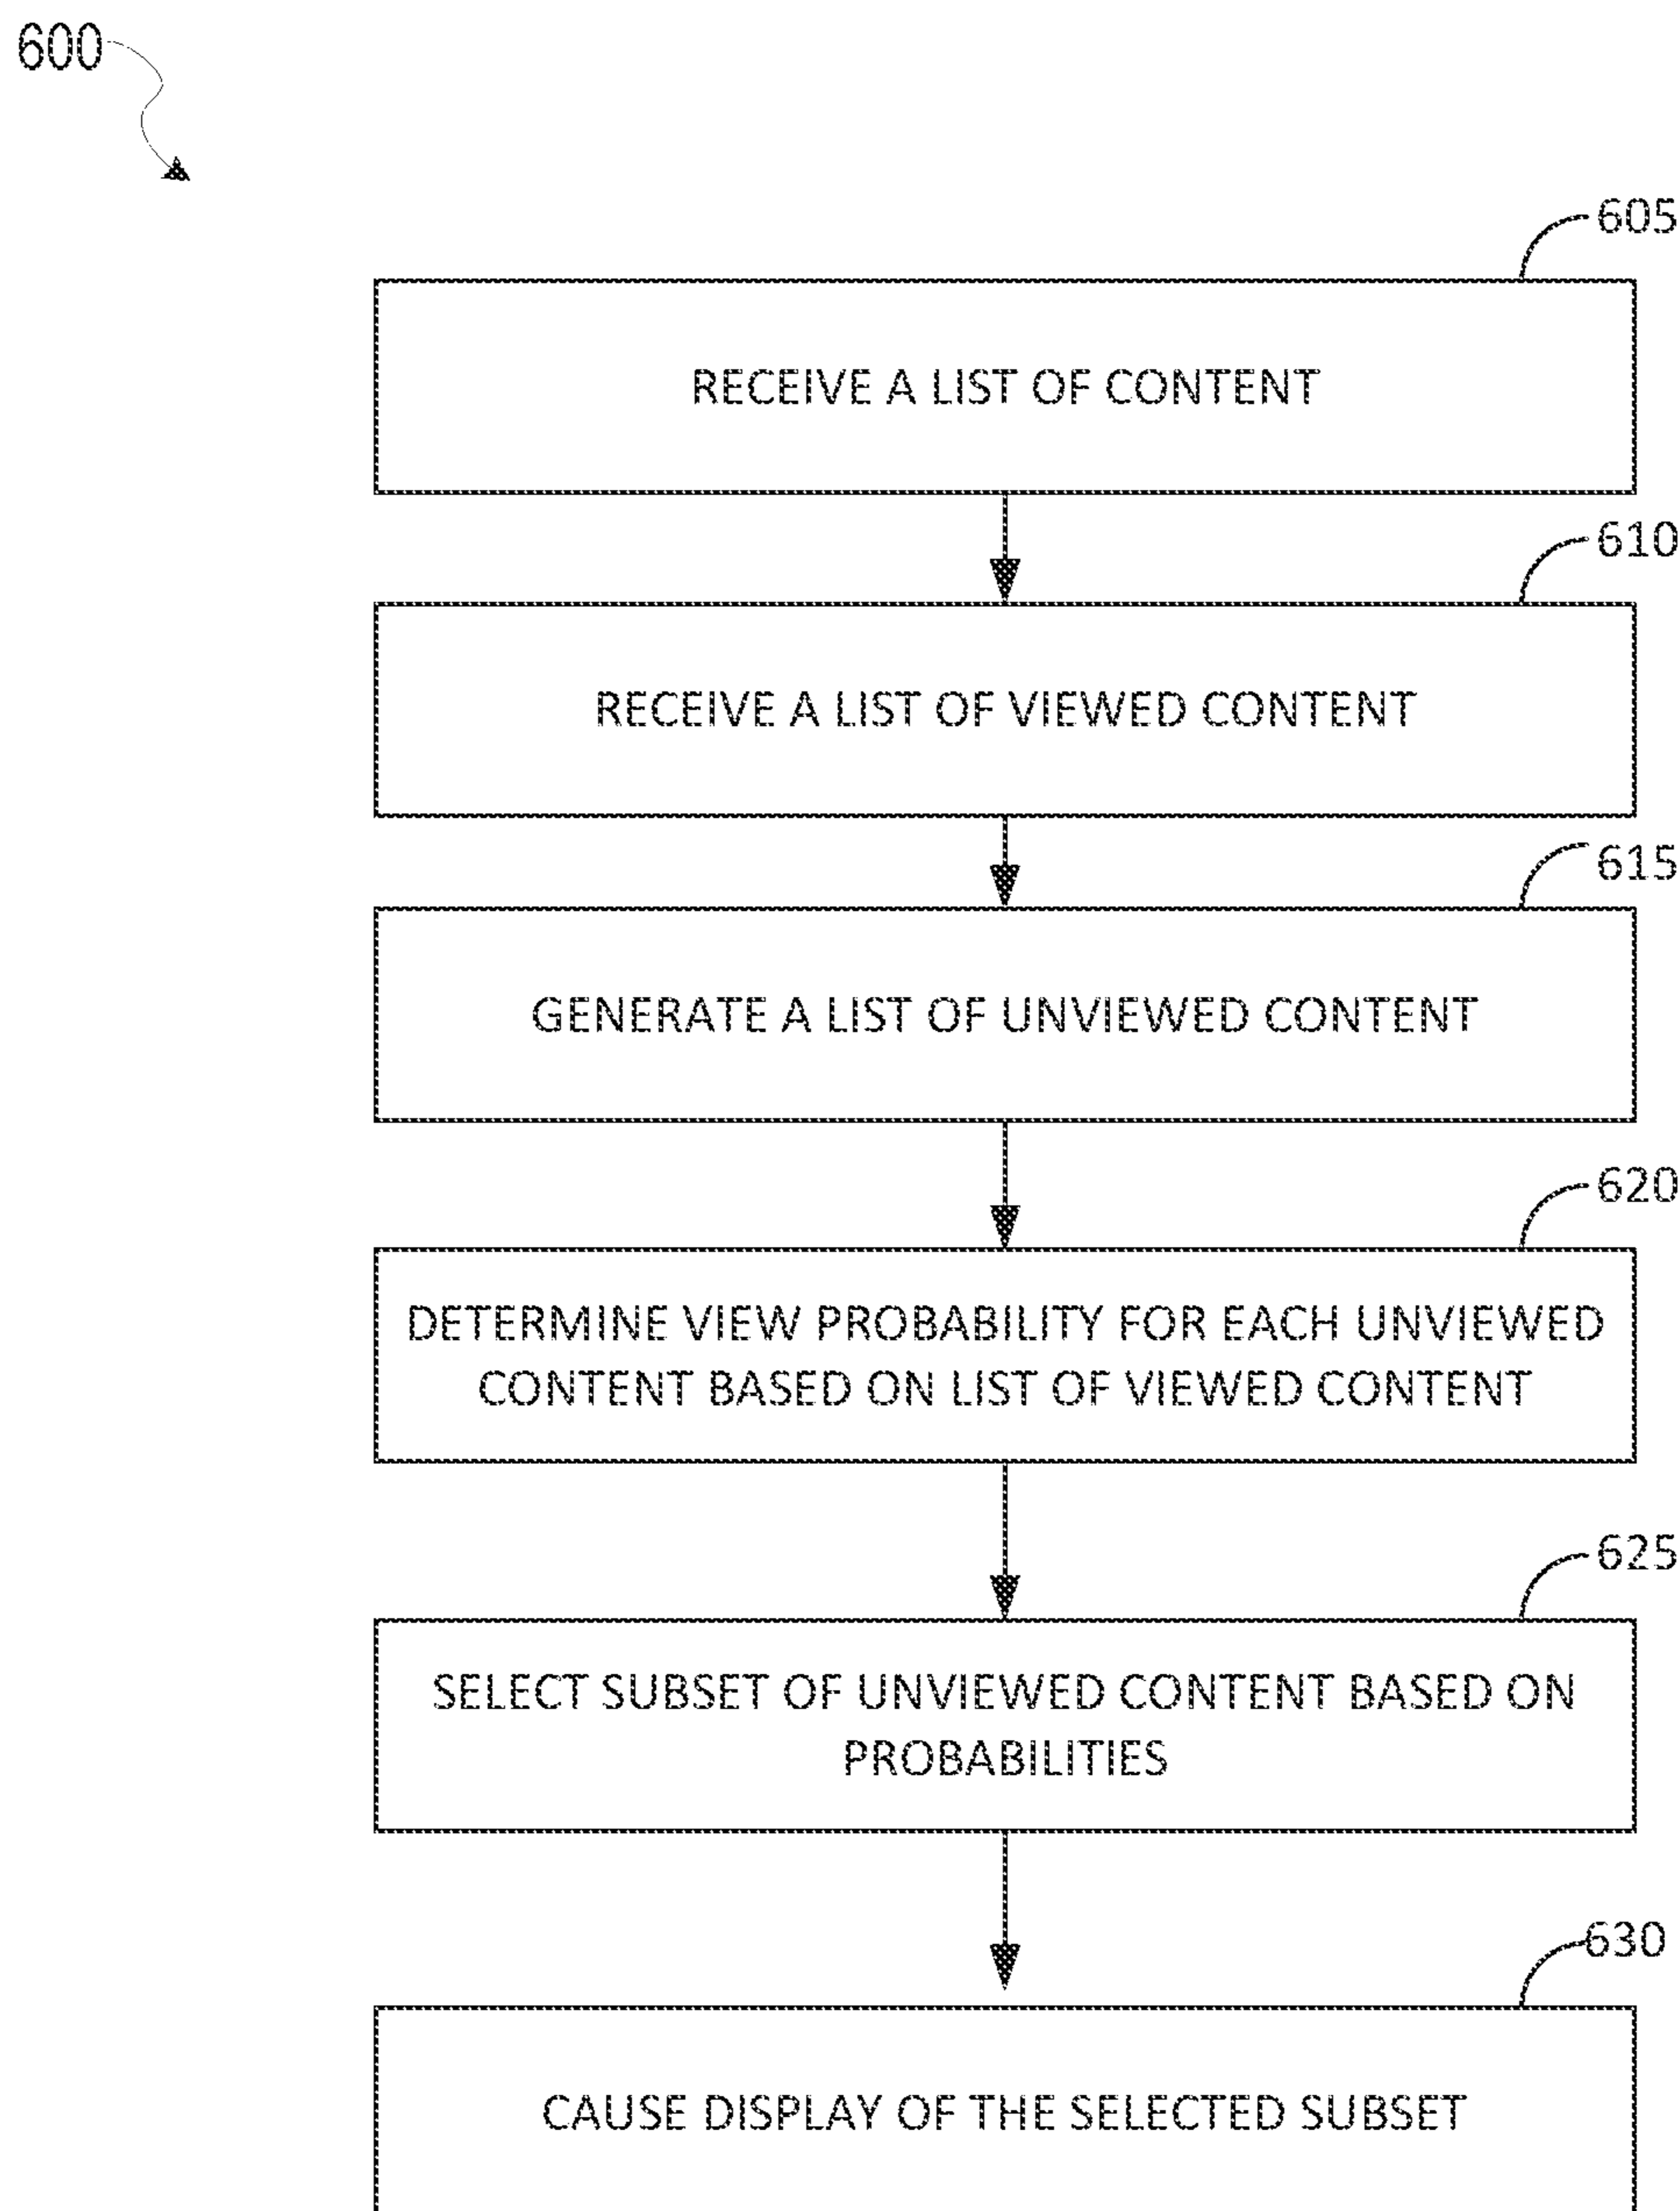 600
605
RECEIVE A LIST OF CONTENT
610
RECEIVE A LIST OF VIEWED CONTENT
615
GENERATE A LIST OF UNVIEWED CONTENT
620
DETERMINE VIEW PROBABILITY FOR EACH UNVIEWED
CONTENT BASED ON LIST OF VIEWED CONTENT
625
SELECT SUBSET OF UNVIEWED CONTENT BASED ON
PROBABILITIES
630
CAUSE DISPLAY OF THE SELECTED SUBSET